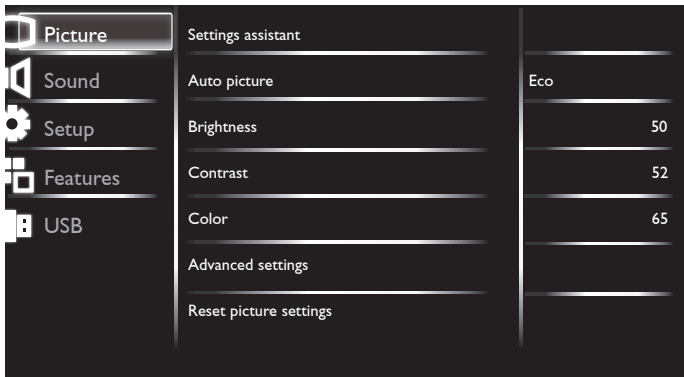 Picture
Sound
Setup
Features
USB
Settings assistant
Auto picture Eco
Brightness 50
Contrast 52
Color 65
Advanced settings
Reset picture settings